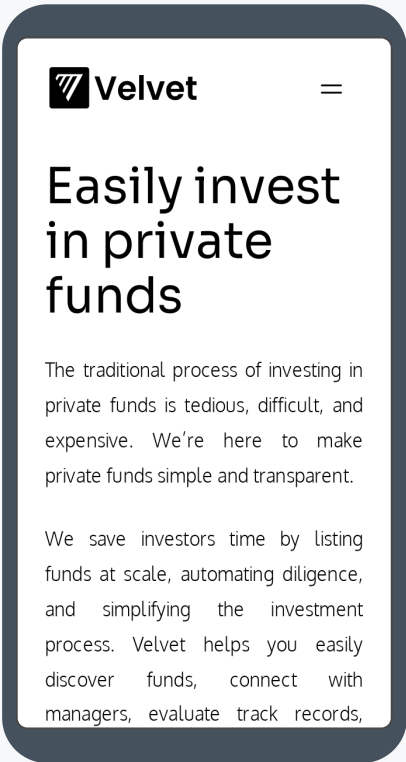 Velvet
Easily invest
in private
funds
The traditional process of investing in
private funds is tedious, difficult, and
expensive. We're here to make
private funds simple and transparent.
We save investors time by listing
funds at scale, automating diligence,
and simplifying the investment
process. Velvet helps you easily
discover funds, connect with
managers, evaluate track records,